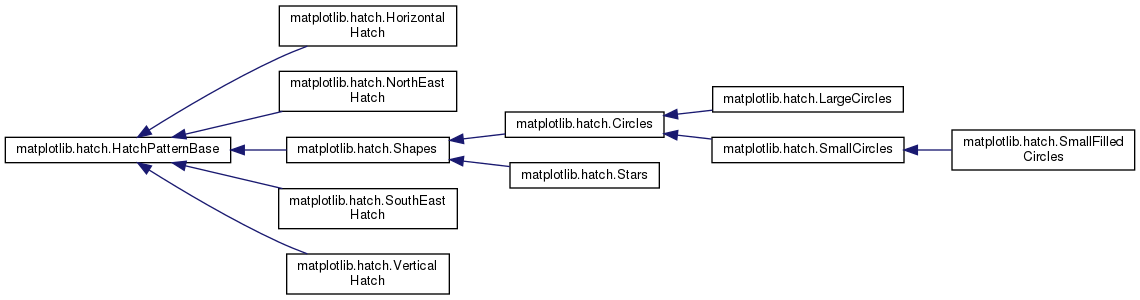 matplotlib.hatch.Horizontal
Hatch
matplotlib.hatch.NorthEast
Hatch
matplotlib.hatch.LargeCircles
matplotlib.hatch.Circles
matplotlib.hatch.HatchPatternBase
matplotlib.hatch.Shapes
matplotlib.hatch.SmallCircles
matplotlib.hatch.SmallFilled
Circles
matplotlib.hatch.Stars
matplotlib.hatch.SouthEast
Hatch
matplotlib.hatch.Vertical
Hatch